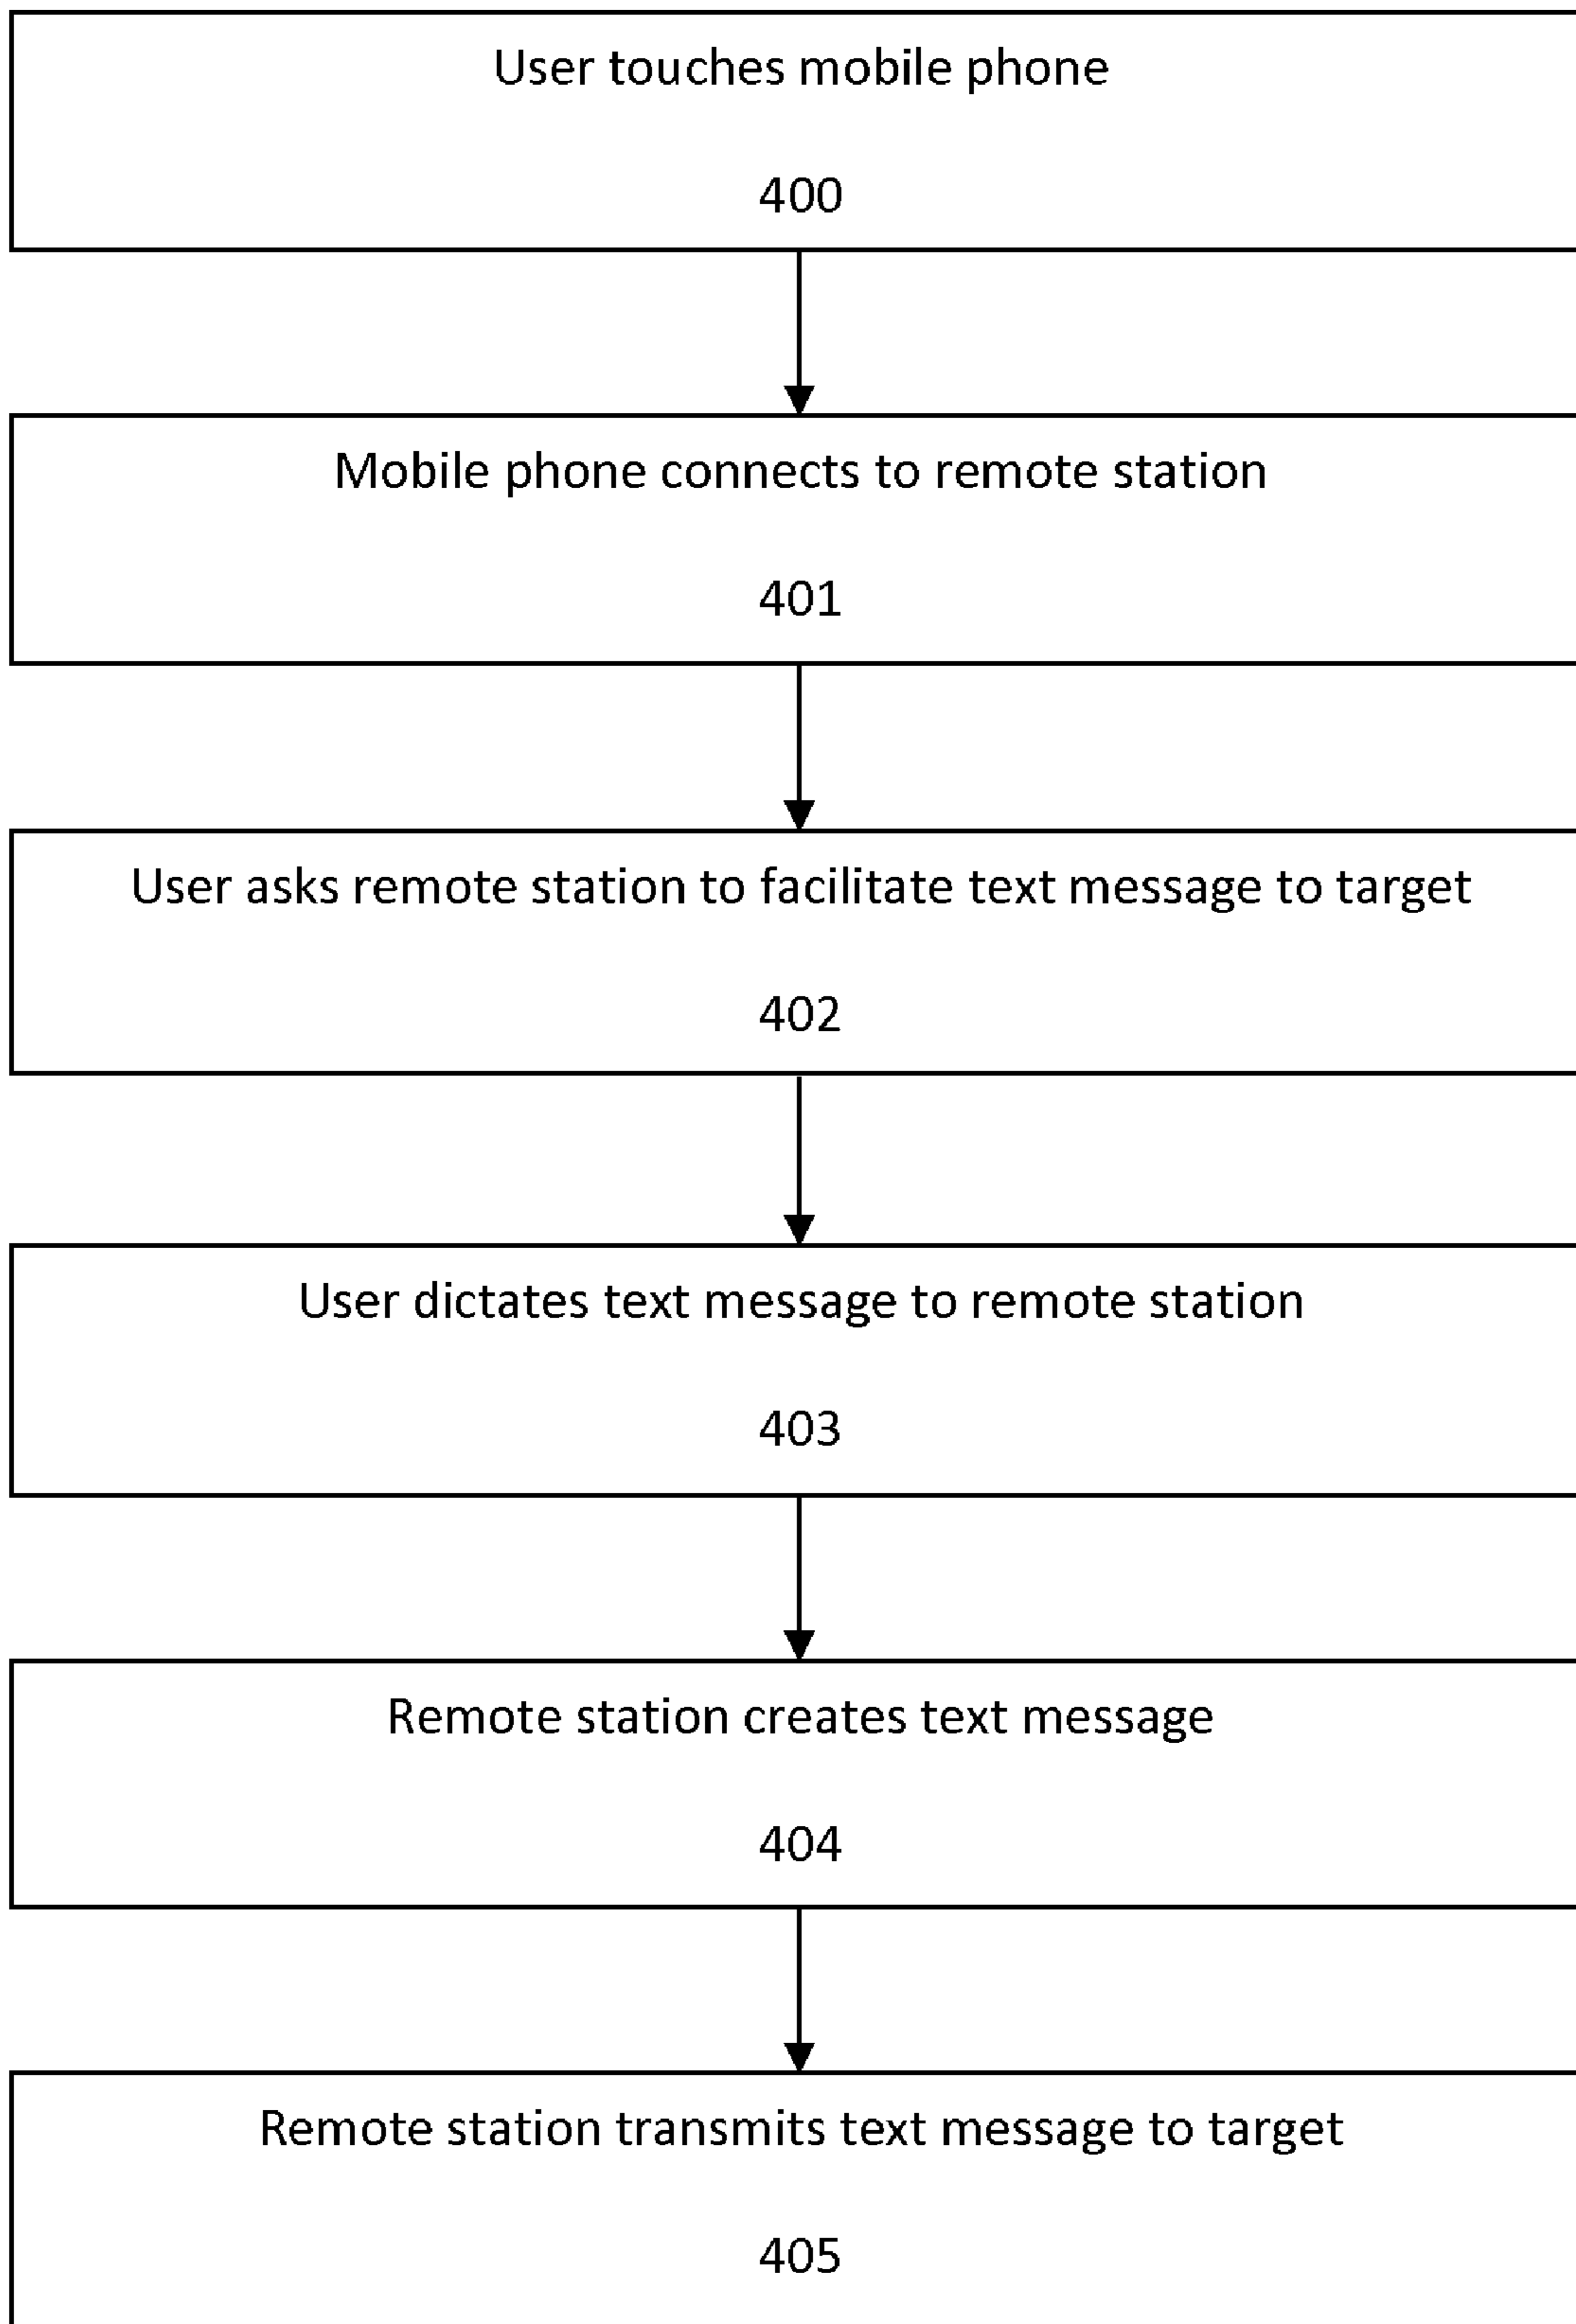 User touches mobile phone
400
Mobile phone connects to remote station
401
User asks remote station to facilitate text message to target
402
User dictates text message to remote station
403
Remote station creates text message
404
Remote station transmits text message to target
405